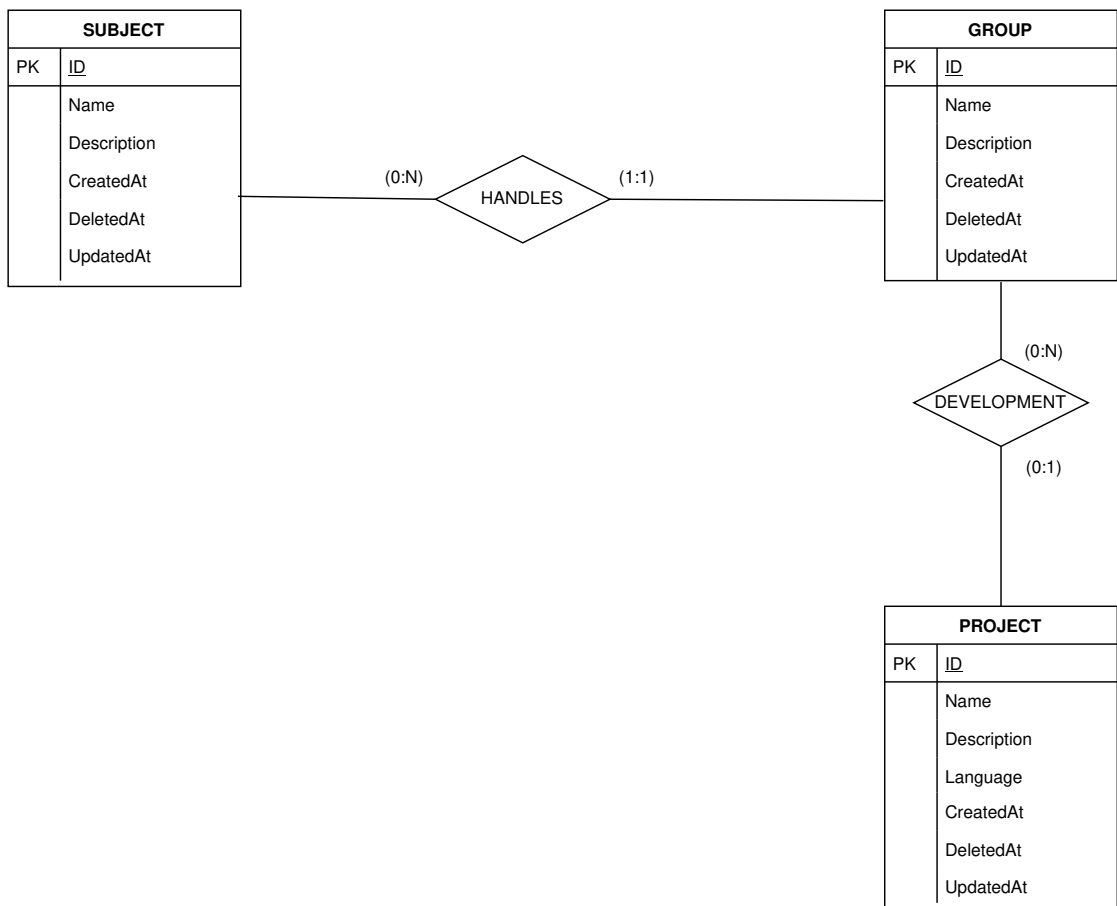 SUBJECT
PK ID
Name
Description
CreatedAt
DeletedAt
UpdatedAt
(0:N)
HANDLES
(1:1)
GROUP
PK ID
Name
Description
CreatedAt
DeletedAt
UpdatedAt
(0:N)
DEVELOPMENT
(0:1)
PROJECT
PK ID
Name
Description
Language
CreatedAt
DeletedAt
UpdatedAt